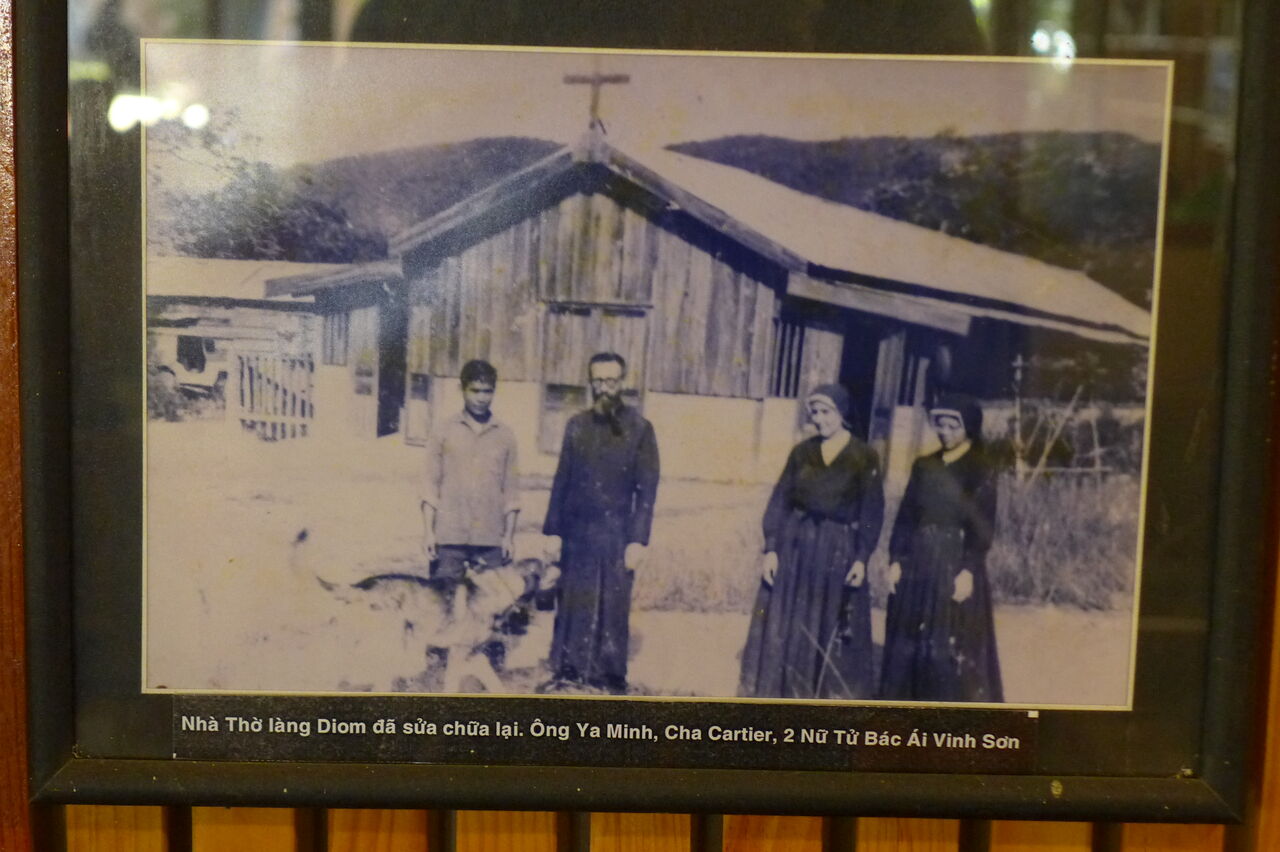 Nhà Thờ làng Diom đã sửa chữa lại. Ông Ya Minh, Cha Cartier, 2 Nữ Tử Bác Ái Vinh Sơn